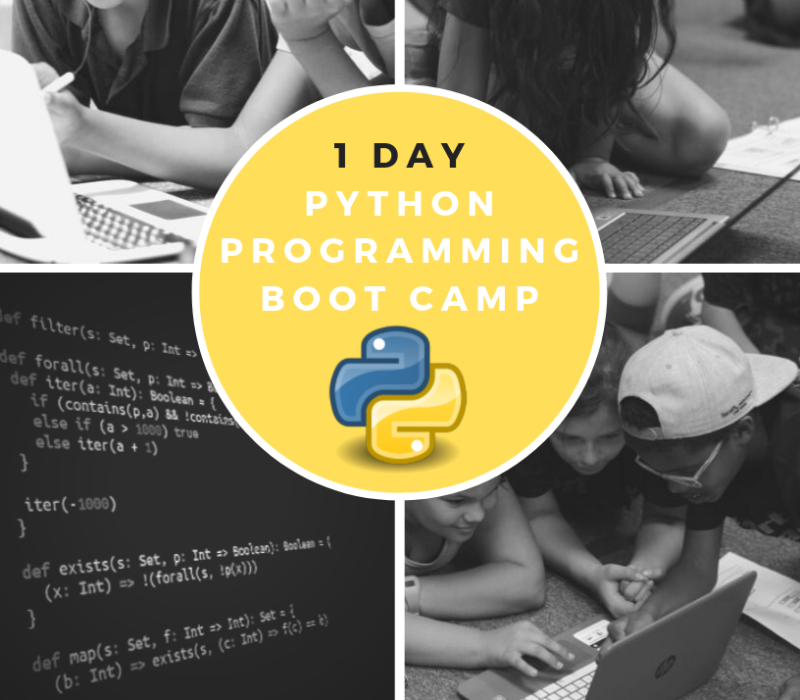 1 DAY
PYTHON
PROGRAMMING
BOOT CAMP
def filter(s: Set, p: Int =>
def forall(s: Set, p: Int =>
def iter(a: Int): Boolean = {
if (contains(p,a) && !contains(
else if (a > 1000) true
else iter(a + 1)
}
iter(-1000)
}
def exists(s: Set, p: Int => Boolean): Boolean = {
(x: Int) => !(forall(s, !p(x)))
}
def map(s: Set, f: Int => Int): Set = {
(b: Int) => exists(s, (c: Int) => f(c) == b)
hp